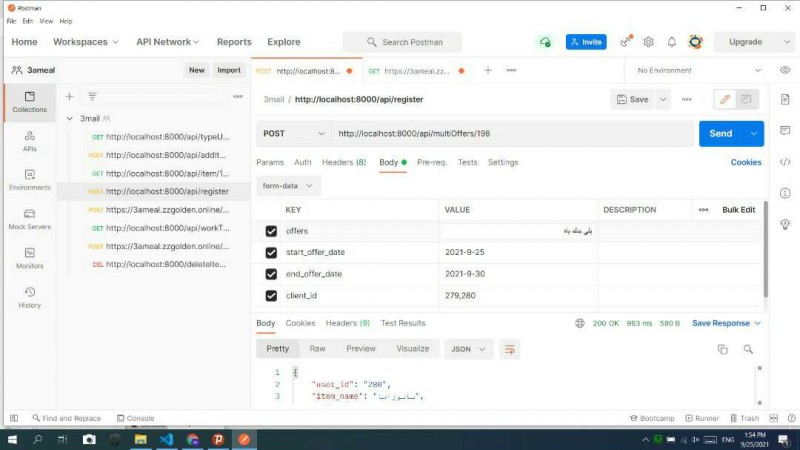 Postman
File Edit View Help
Home Workspaces API Network Reports Explore Search Postman Invite Upgrade
3ameal New Import POST http://localhost:8... GET https://3ameal.zz... No Environment
Collections
APIs
Environments
Mock Servers
Monitors
History
3mail
GET http://localhost:8000/api/typeU...
POST http://localhost:8000/api/addit...
GET http://localhost:8000/api/item/1...
POST http://localhost:8000/api/register
POST https://3ameal.zzgolden.online/...
GET http://localhost:8000/api/workT...
POST https://3ameal.zzgolden.online/...
DEL http://localhost:8000/deleteIte...
3mail / http://localhost:8000/api/register Save
POST http://localhost:8000/api/multiOffers/198 Send
Params Auth Headers (8) Body Pre-req. Tests Settings Cookies
form-data
KEY VALUE DESCRIPTION Bulk Edit
offers
start_offer_date 2021-9-25
end_offer_date 2021-9-30
client_id 279,280
Body Cookies Headers (9) Test Results 200 OK 983 ms 580 B Save Response
Pretty Raw Preview Visualize JSON
1 {
2 "user_id": "280",
3 "item_name":
Find and Replace Console Bootcamp Runner Trash
ENG 1:54 PM
9/25/2021